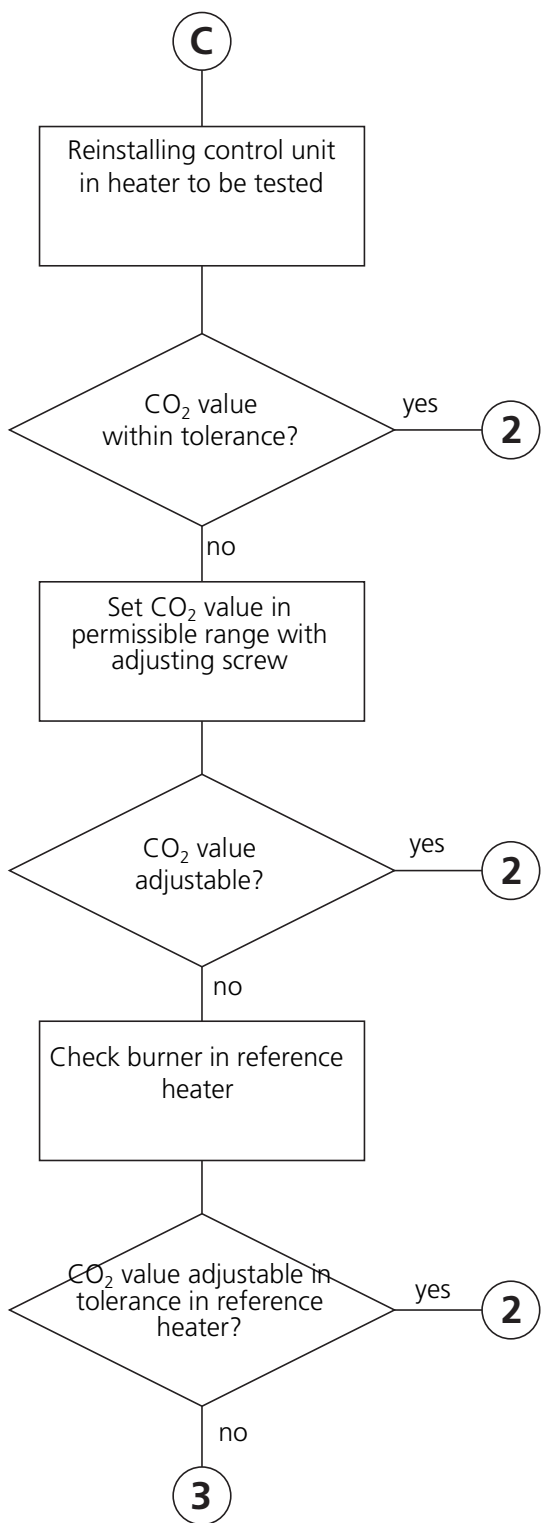 C
Reinstalling control unit
in heater to be tested
CO₂ value
within tolerance?
yes
2
no
Set CO₂ value in
permissible range with
adjusting screw
CO₂ value
adjustable?
yes
2
no
Check burner in reference
heater
CO₂ value adjustable in
tolerance in reference
heater?
yes
2
no
3